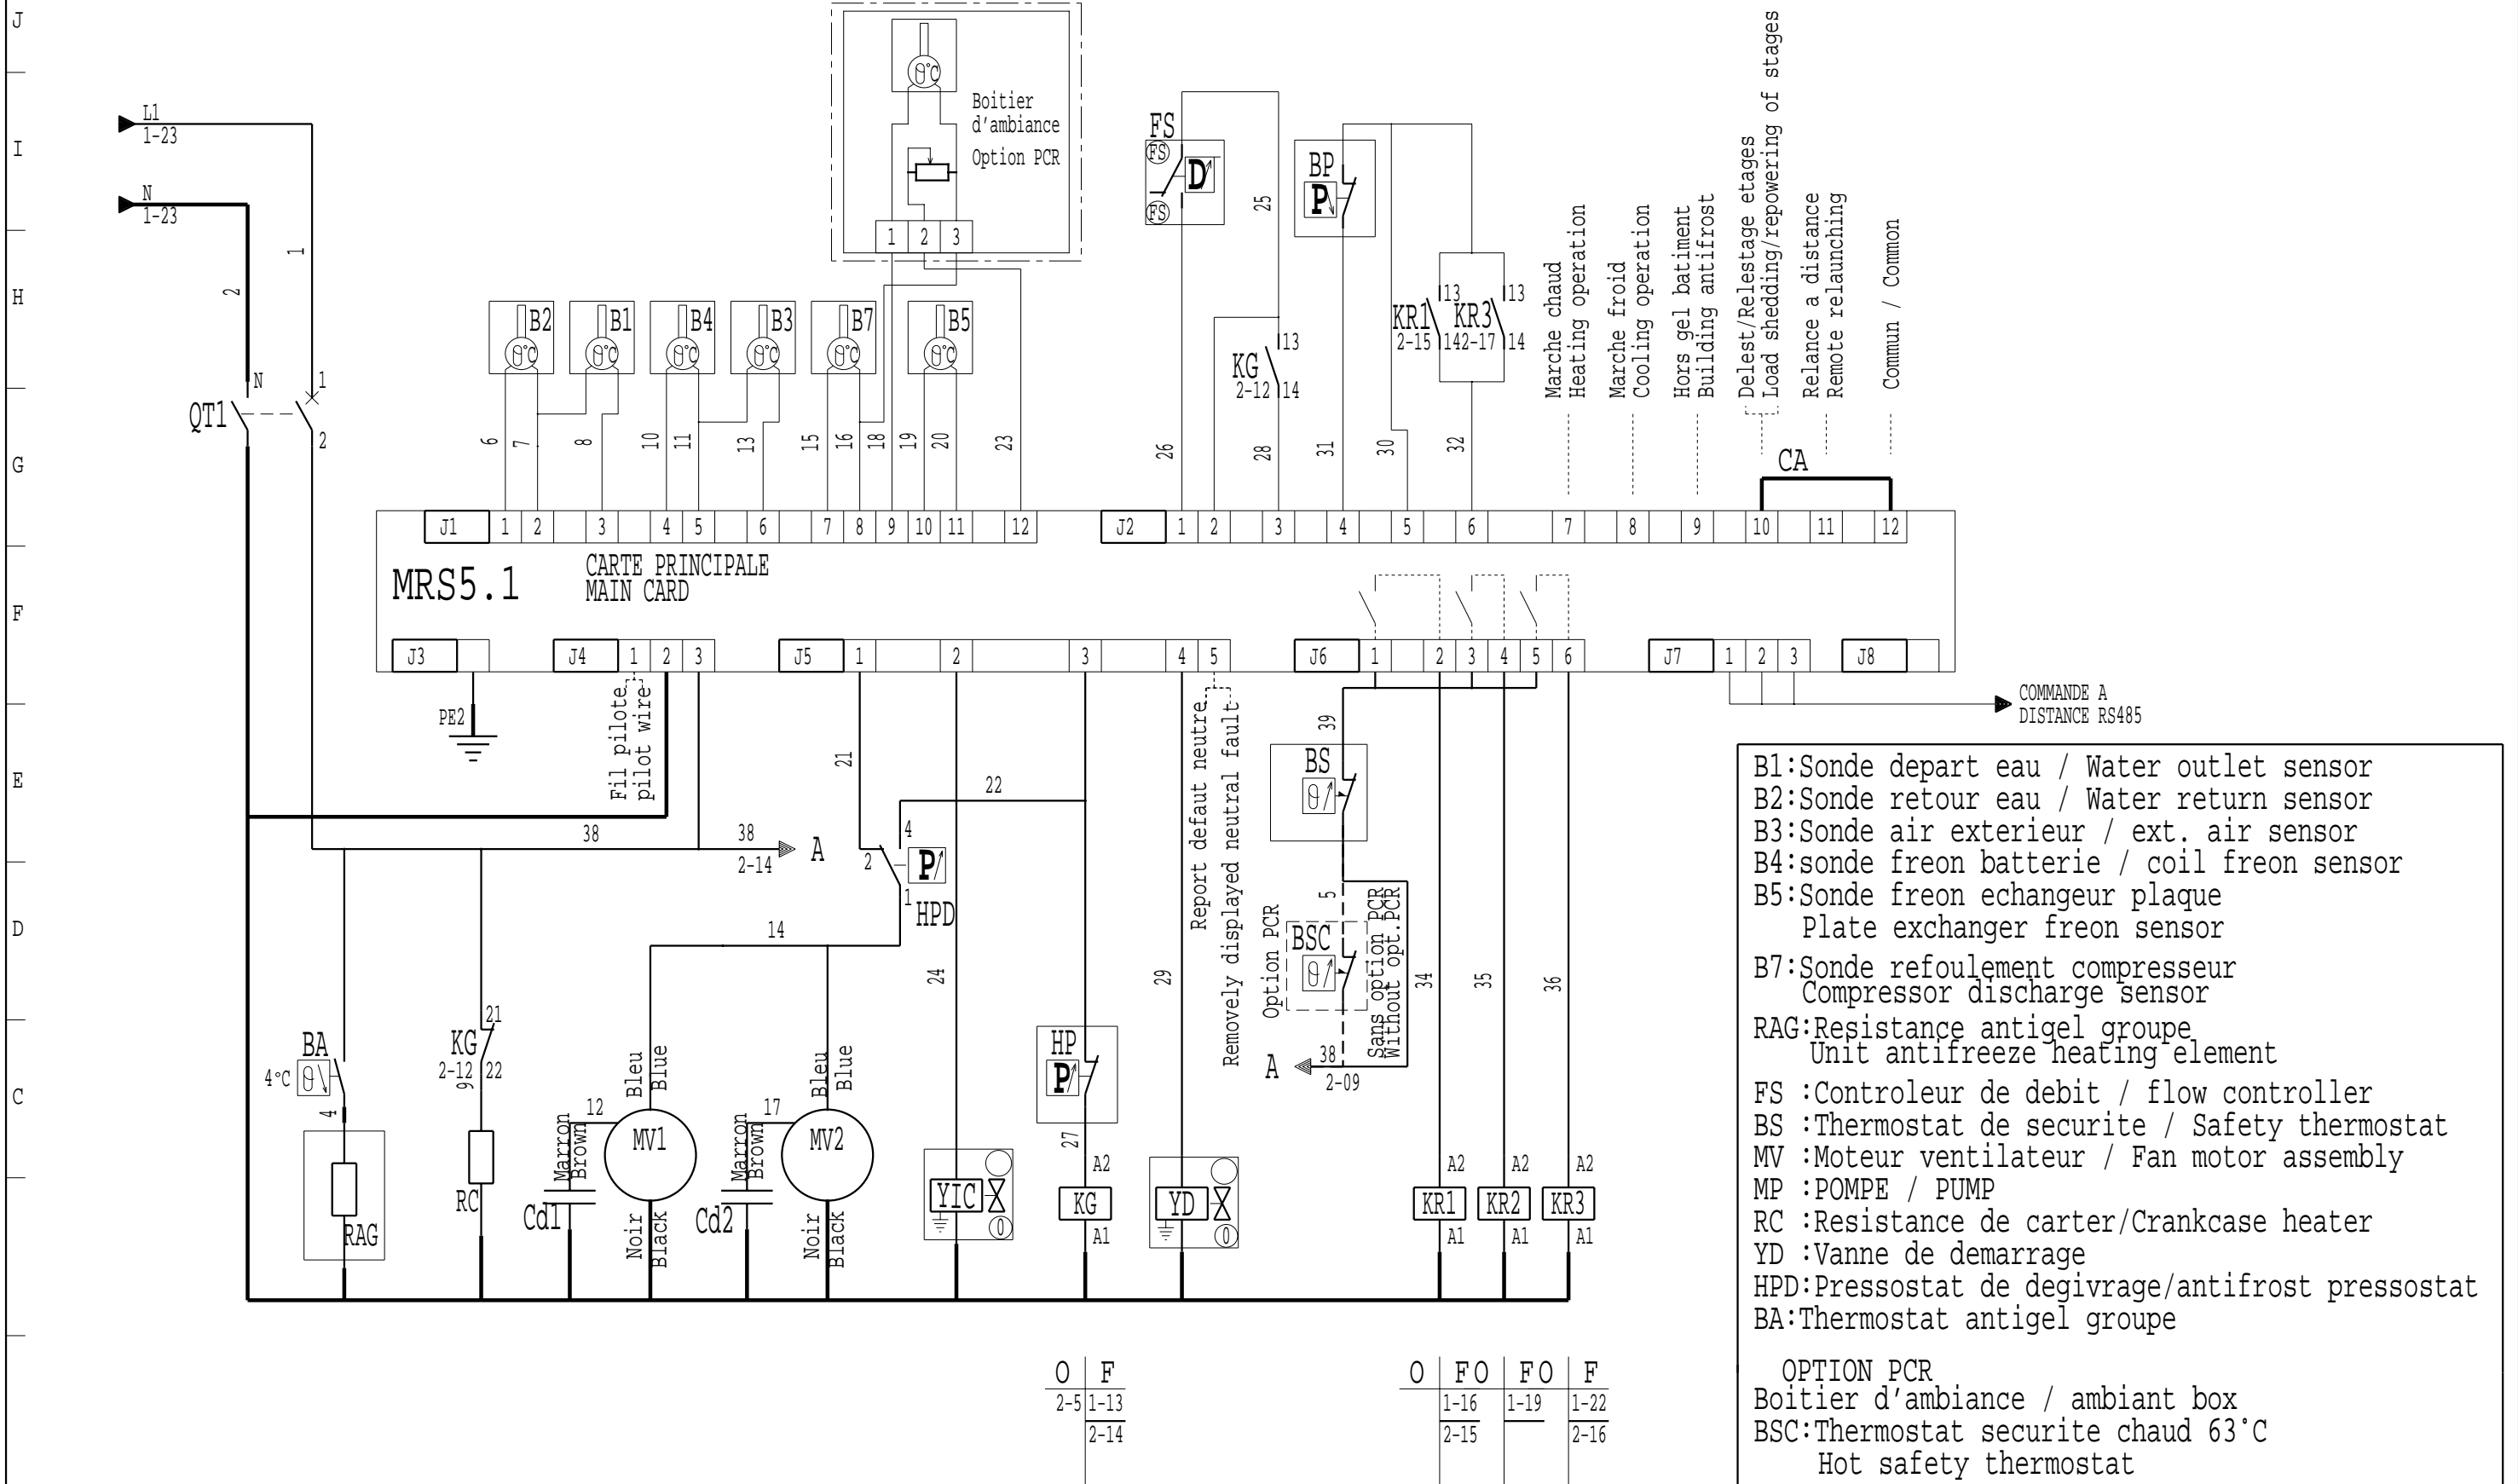 J
I
H
G
F
E
D
C
L1
1-23
N
1-23
1
2
QT1
N
1
2
θ°C
Boitier
d'ambiance
Option PCR
1 2 3
B2 θ°C
B1 θ°C
B4 θ°C
B3 θ°C
B7 θ°C
B5 θ°C
6
7
8
10
11
13
15
16
18
19
20
23
FS
FS
D
FS
25
26
KG
2-12
13
14
28
BP
P
31
30
KR1
2-15
13
14
KR3
2-17
13
14
32
Marche chaud
Heating operation
Marche froid
Cooling operation
Hors gel batiment
Building antifrost
Delest/Relestage etages
Load shedding/repowering of stages
Relance a distance
Remote relaunching
Commun / Common
CA
J1 1 2 3 4 5 6 7 8 9 10 11 12
J2 1 2 3 4 5 6 7 8 9 10 11 12
MRS5.1
CARTE PRINCIPALE
MAIN CARD
J3
J4 1 2 3
J5 1 2 3 4 5
J6 1 2 3 4 5 6
J7 1 2 3
J8
COMMANDE A
DISTANCE RS485
PE2
Fil pilote
pilot wire
38
38
2-14
A
21
22
2
4
1
P
HPD
14
24
29
Report defaut neutre
Removely displayed neutral fault
39
BS
θ
5
Option PCR
BSC
θ
Sans option PCR
Without opt.PCR
A
38
2-09
34
35
36
BA
4°C
θ
4
RAG
KG
2-12
21
22
9
RC
Marron
Brown
12
Cd1
Bleu
Blue
MV1
Noir
Black
Marron
Brown
17
Cd2
Bleu
Blue
MV2
Noir
Black
YIC
0
HP
P
27
A2
KG
A1
YD
0
A2
KR1
A1
A2
KR2
A1
A2
KR3
A1
O F
2-5 1-13
2-14
O F O F O F
1-16 1-19 1-22
2-15 2-16
B1:Sonde depart eau / Water outlet sensor
B2:Sonde retour eau / Water return sensor
B3:Sonde air exterieur / ext. air sensor
B4:sonde freon batterie / coil freon sensor
B5:Sonde freon echangeur plaque
Plate exchanger freon sensor
B7:Sonde refoulement compresseur
Compressor discharge sensor
RAG:Resistance antigel groupe
Unit antifreeze heating element
FS :Controleur de debit / flow controller
BS :Thermostat de securite / Safety thermostat
MV :Moteur ventilateur / Fan motor assembly
MP :POMPE / PUMP
RC :Resistance de carter/Crankcase heater
YD :Vanne de demarrage
HPD:Pressostat de degivrage/antifrost pressostat
BA:Thermostat antigel groupe
OPTION PCR
Boitier d'ambiance / ambiant box
BSC:Thermostat securite chaud 63°C
Hot safety thermostat